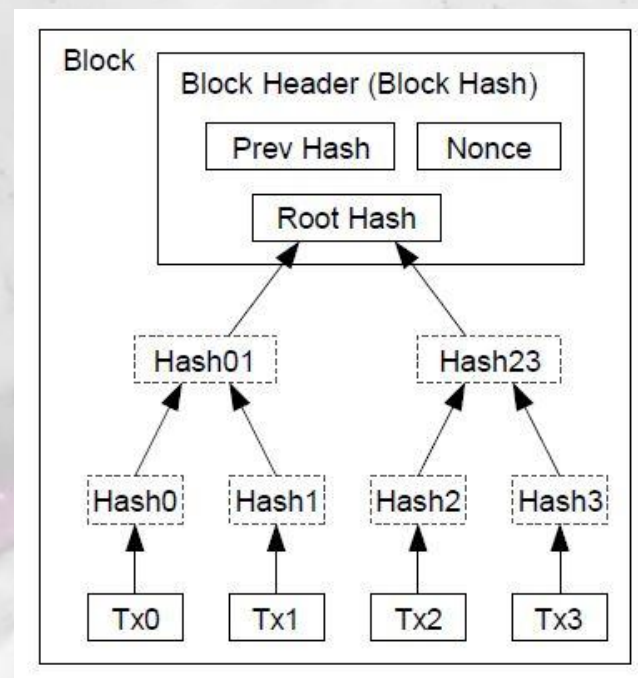 Block
Block Header (Block Hash)
Prev Hash Nonce
Root Hash
Hash01 Hash23
Hash0 Hash1 Hash2 Hash3
Tx0 Tx1 Tx2 Tx3